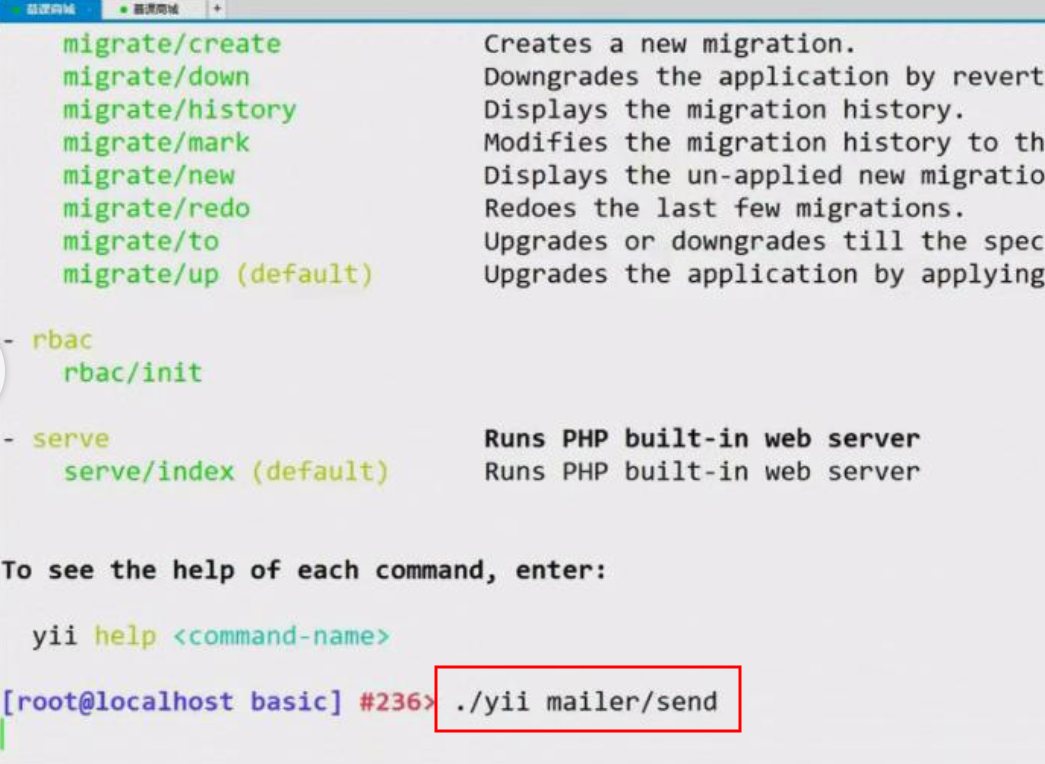 慕课商城 慕课商城 +
migrate/create Creates a new migration.
migrate/down Downgrades the application by revert
migrate/history Displays the migration history.
migrate/mark Modifies the migration history to th
migrate/new Displays the un-applied new migratio
migrate/redo Redoes the last few migrations.
migrate/to Upgrades or downgrades till the spec
migrate/up (default) Upgrades the application by applying
- rbac
rbac/init
- serve Runs PHP built-in web server
serve/index (default) Runs PHP built-in web server
To see the help of each command, enter:
yii help <command-name>
[root@localhost basic] #236> ./yii mailer/send